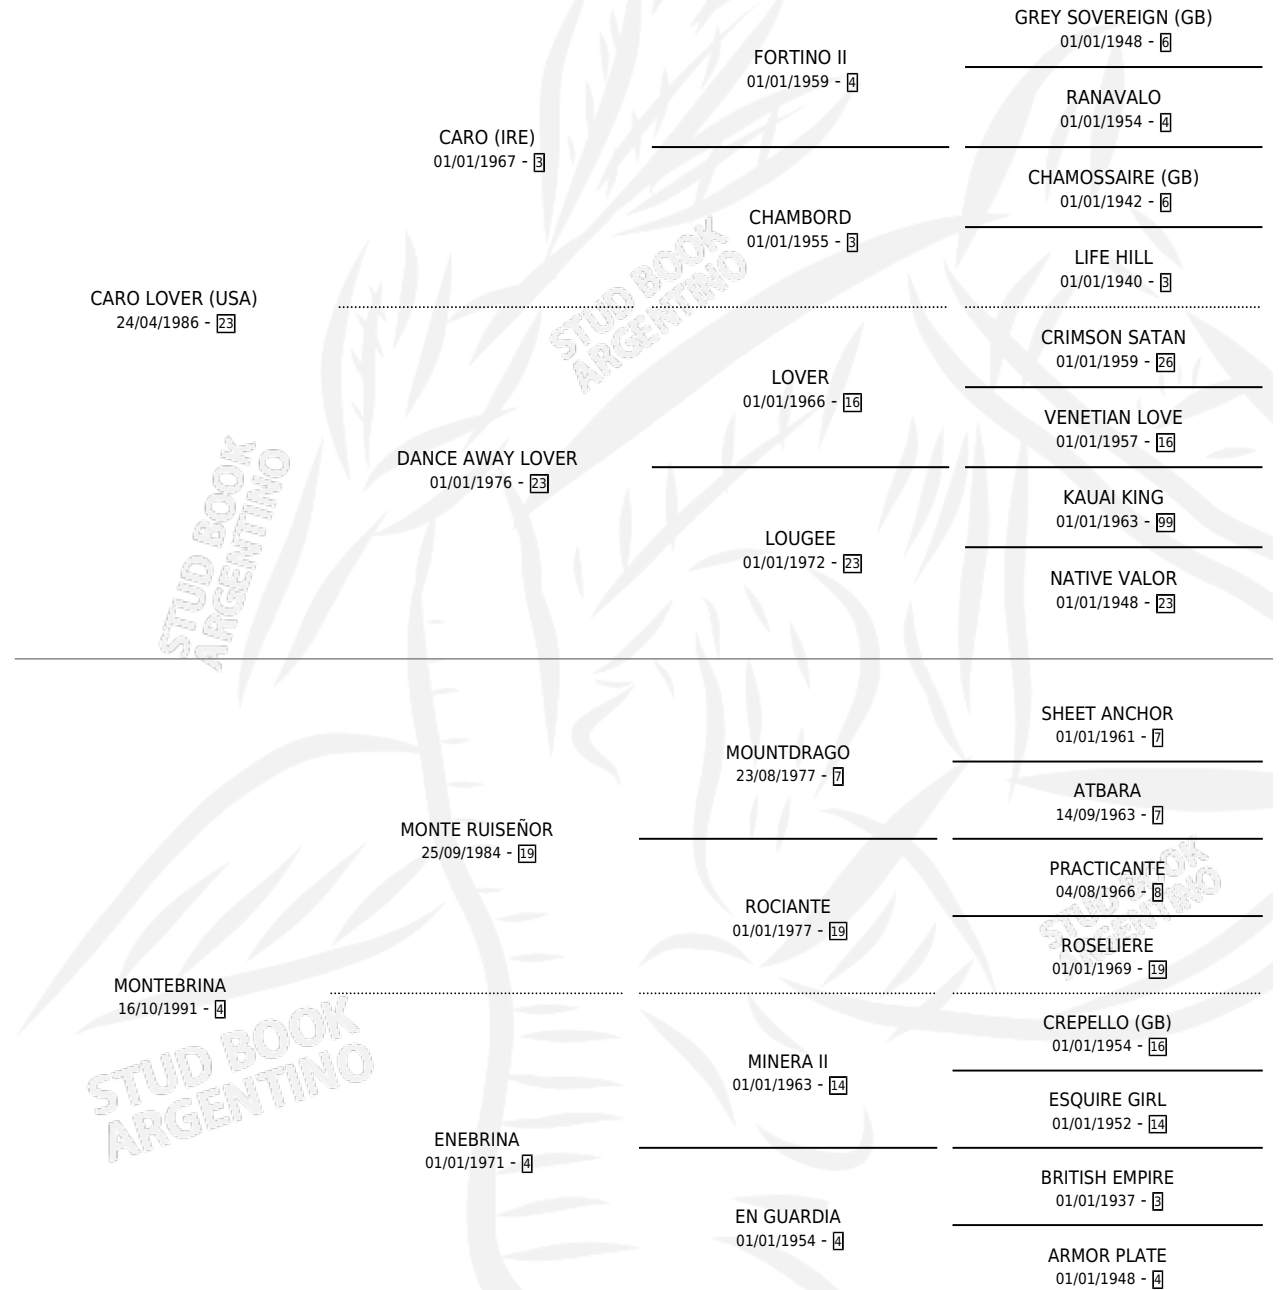 GREY SOVEREIGN (GB)
01/01/1948 - 6
FORTINO II
01/01/1959 - 4
RANAVALO
01/01/1954 - 4
CARO (IRE)
01/01/1967 - 3
CHAMOSSAIRE (GB)
01/01/1942 - 6
CHAMBORD
01/01/1955 - 3
LIFE HILL
01/01/1940 - 3
CARO LOVER (USA)
24/04/1986 - 23
CRIMSON SATAN
01/01/1959 - 26
LOVER
01/01/1966 - 16
VENETIAN LOVE
01/01/1957 - 16
DANCE AWAY LOVER
01/01/1976 - 23
KAUAI KING
01/01/1963 - 99
LOUGEE
01/01/1972 - 23
NATIVE VALOR
01/01/1948 - 23
SHEET ANCHOR
01/01/1961 - 7
MOUNTDRAGO
23/08/1977 - 7
ATBARA
14/09/1963 - 7
MONTE RUISEÑOR
25/09/1984 - 19
PRACTICANTE
04/08/1966 - 8
ROCIANTE
01/01/1977 - 19
ROSELIERE
01/01/1969 - 19
MONTEBRINA
16/10/1991 - 4
CREPELLO (GB)
01/01/1954 - 16
MINERA II
01/01/1963 - 14
ESQUIRE GIRL
01/01/1952 - 14
ENEBRINA
01/01/1971 - 4
BRITISH EMPIRE
01/01/1937 - 3
EN GUARDIA
01/01/1954 - 4
ARMOR PLATE
01/01/1948 - 4
STUD BOOK
ARGENTINO
STUD BOOK
ARGENTINO
STUD BOOK
ARGENTINO
STUD BOOK
ARGENTINO